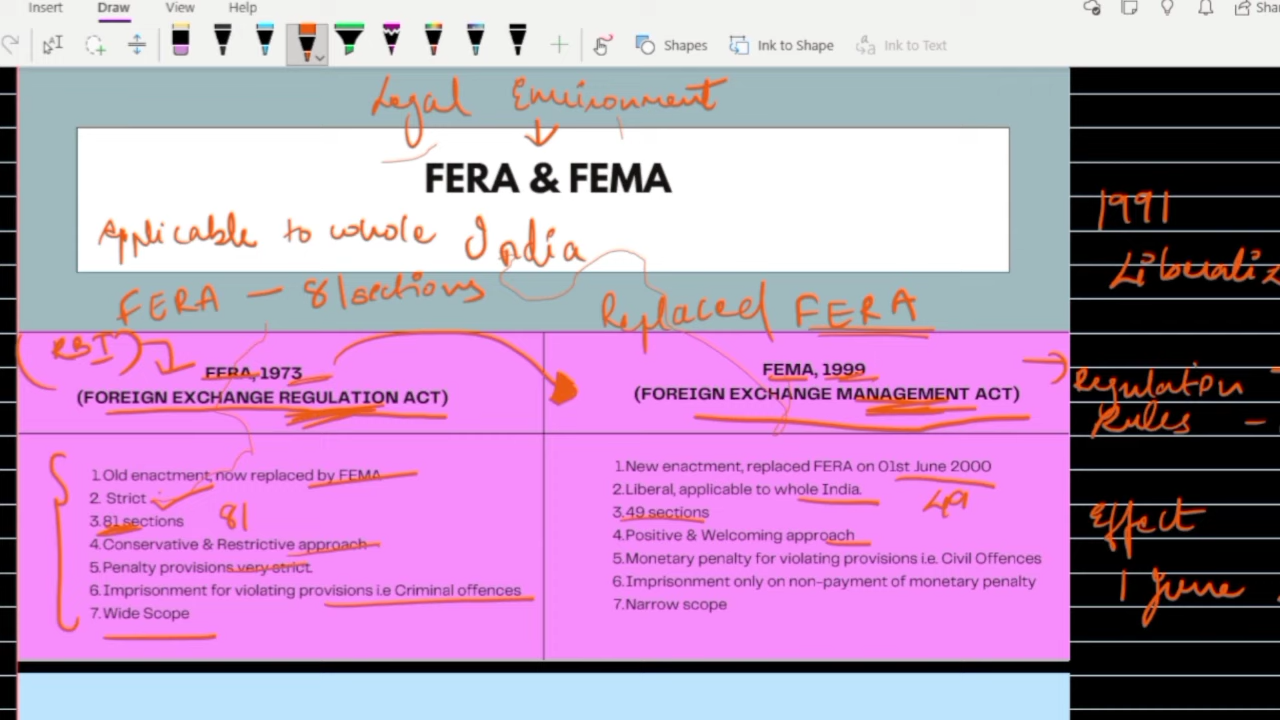 Insert Draw View Help
Shapes Ink to Shape Ink to Text
Legal Environment
FERA & FEMA
Applicable to whole India
FERA — 81 sections
Replaced FERA
(RBI)
FERA, 1973
(FOREIGN EXCHANGE REGULATION ACT)
1.Old enactment, now replaced by FEMA
2. Strict
3.81 sections 81
4.Conservative & Restrictive approach
5.Penalty provisions very strict.
6.Imprisonment for violating provisions i.e Criminal offences
7.Wide Scope
FEMA, 1999
(FOREIGN EXCHANGE MANAGEMENT ACT)
1.New enactment, replaced FERA on 01st June 2000
2.Liberal, applicable to whole India.
3.49 sections 49
4.Positive & Welcoming approach
5.Monetary penalty for violating provisions i.e. Civil Offences
6.Imprisonment only on non-payment of monetary penalty
7.Narrow scope
1991
Regulation
Rules —
Effect
1 June